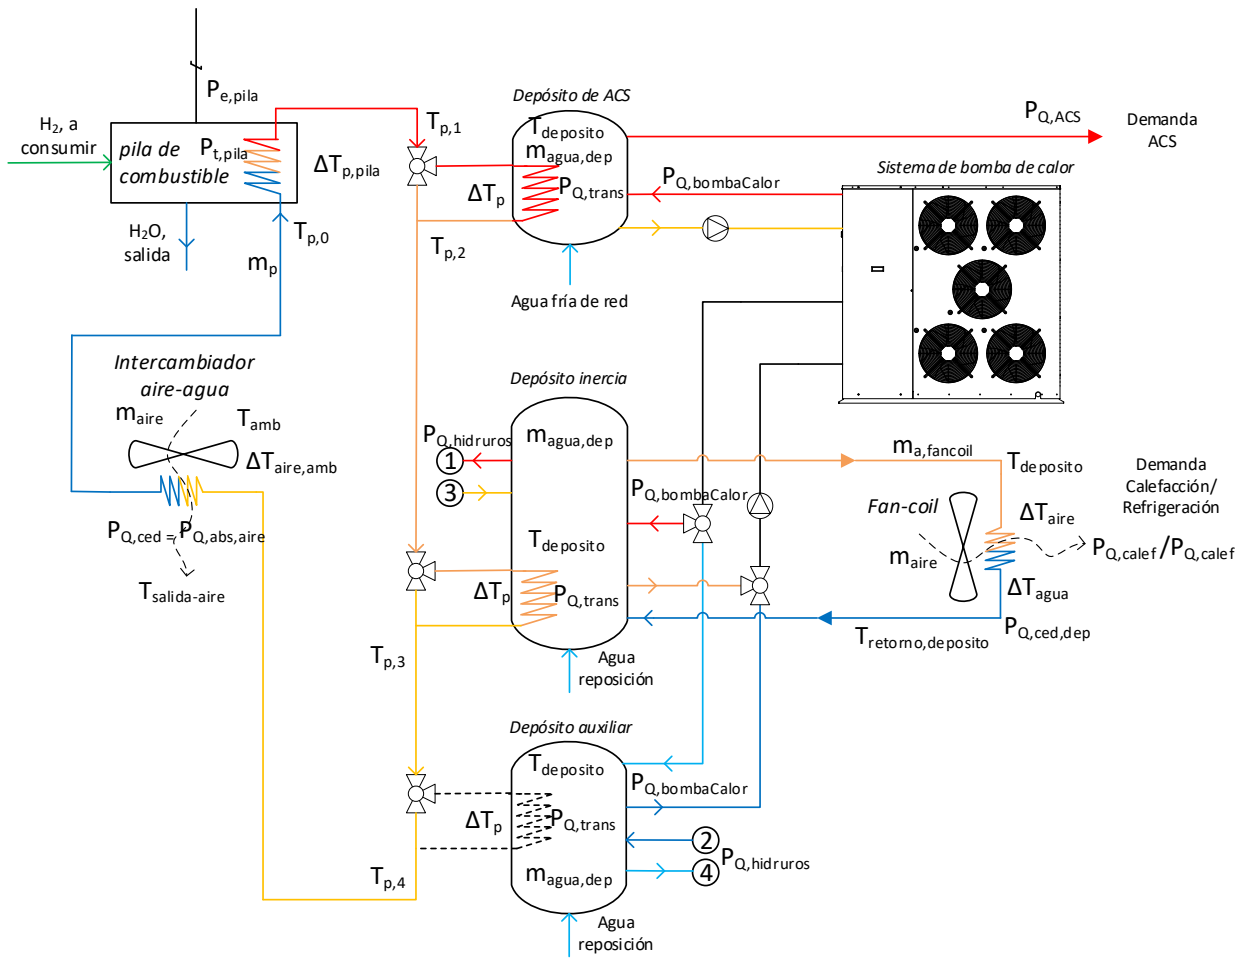 P_e,pila
H₂, a
consumir
pila de
combustible
P_t,pila
ΔT_p,pila
H₂O,
salida
T_p,0
m_p
T_p,1
T_p,2
Depósito de ACS
T_deposito
m_agua,dep
P_Q,trans
ΔT_p
P_Q,bombaCalor
Agua fría de red
P_Q,ACS
Demanda
ACS
Sistema de bomba de calor
Intercambiador
aire-agua
m_aire
T_amb
ΔT_aire,amb
P_Q,ced = P_Q,abs,aire
T_salida-aire
Depósito inercia
m_agua,dep
P_Q,hidruros
1
3
P_Q,bombaCalor
T_deposito
ΔT_p
P_Q,trans
T_p,3
Agua
reposición
m_a,fancoil
T_deposito
Demanda
Calefacción/
Refrigeración
Fan-coil
ΔT_aire
m_aire
P_Q,calef /P_Q,calef
ΔT_agua
P_Q,ced,dep
T_retorno,deposito
Depósito auxiliar
T_deposito
P_Q,bombaCalor
ΔT_p
P_Q,trans
2
P_Q,hidruros
4
m_agua,dep
T_p,4
Agua
reposición